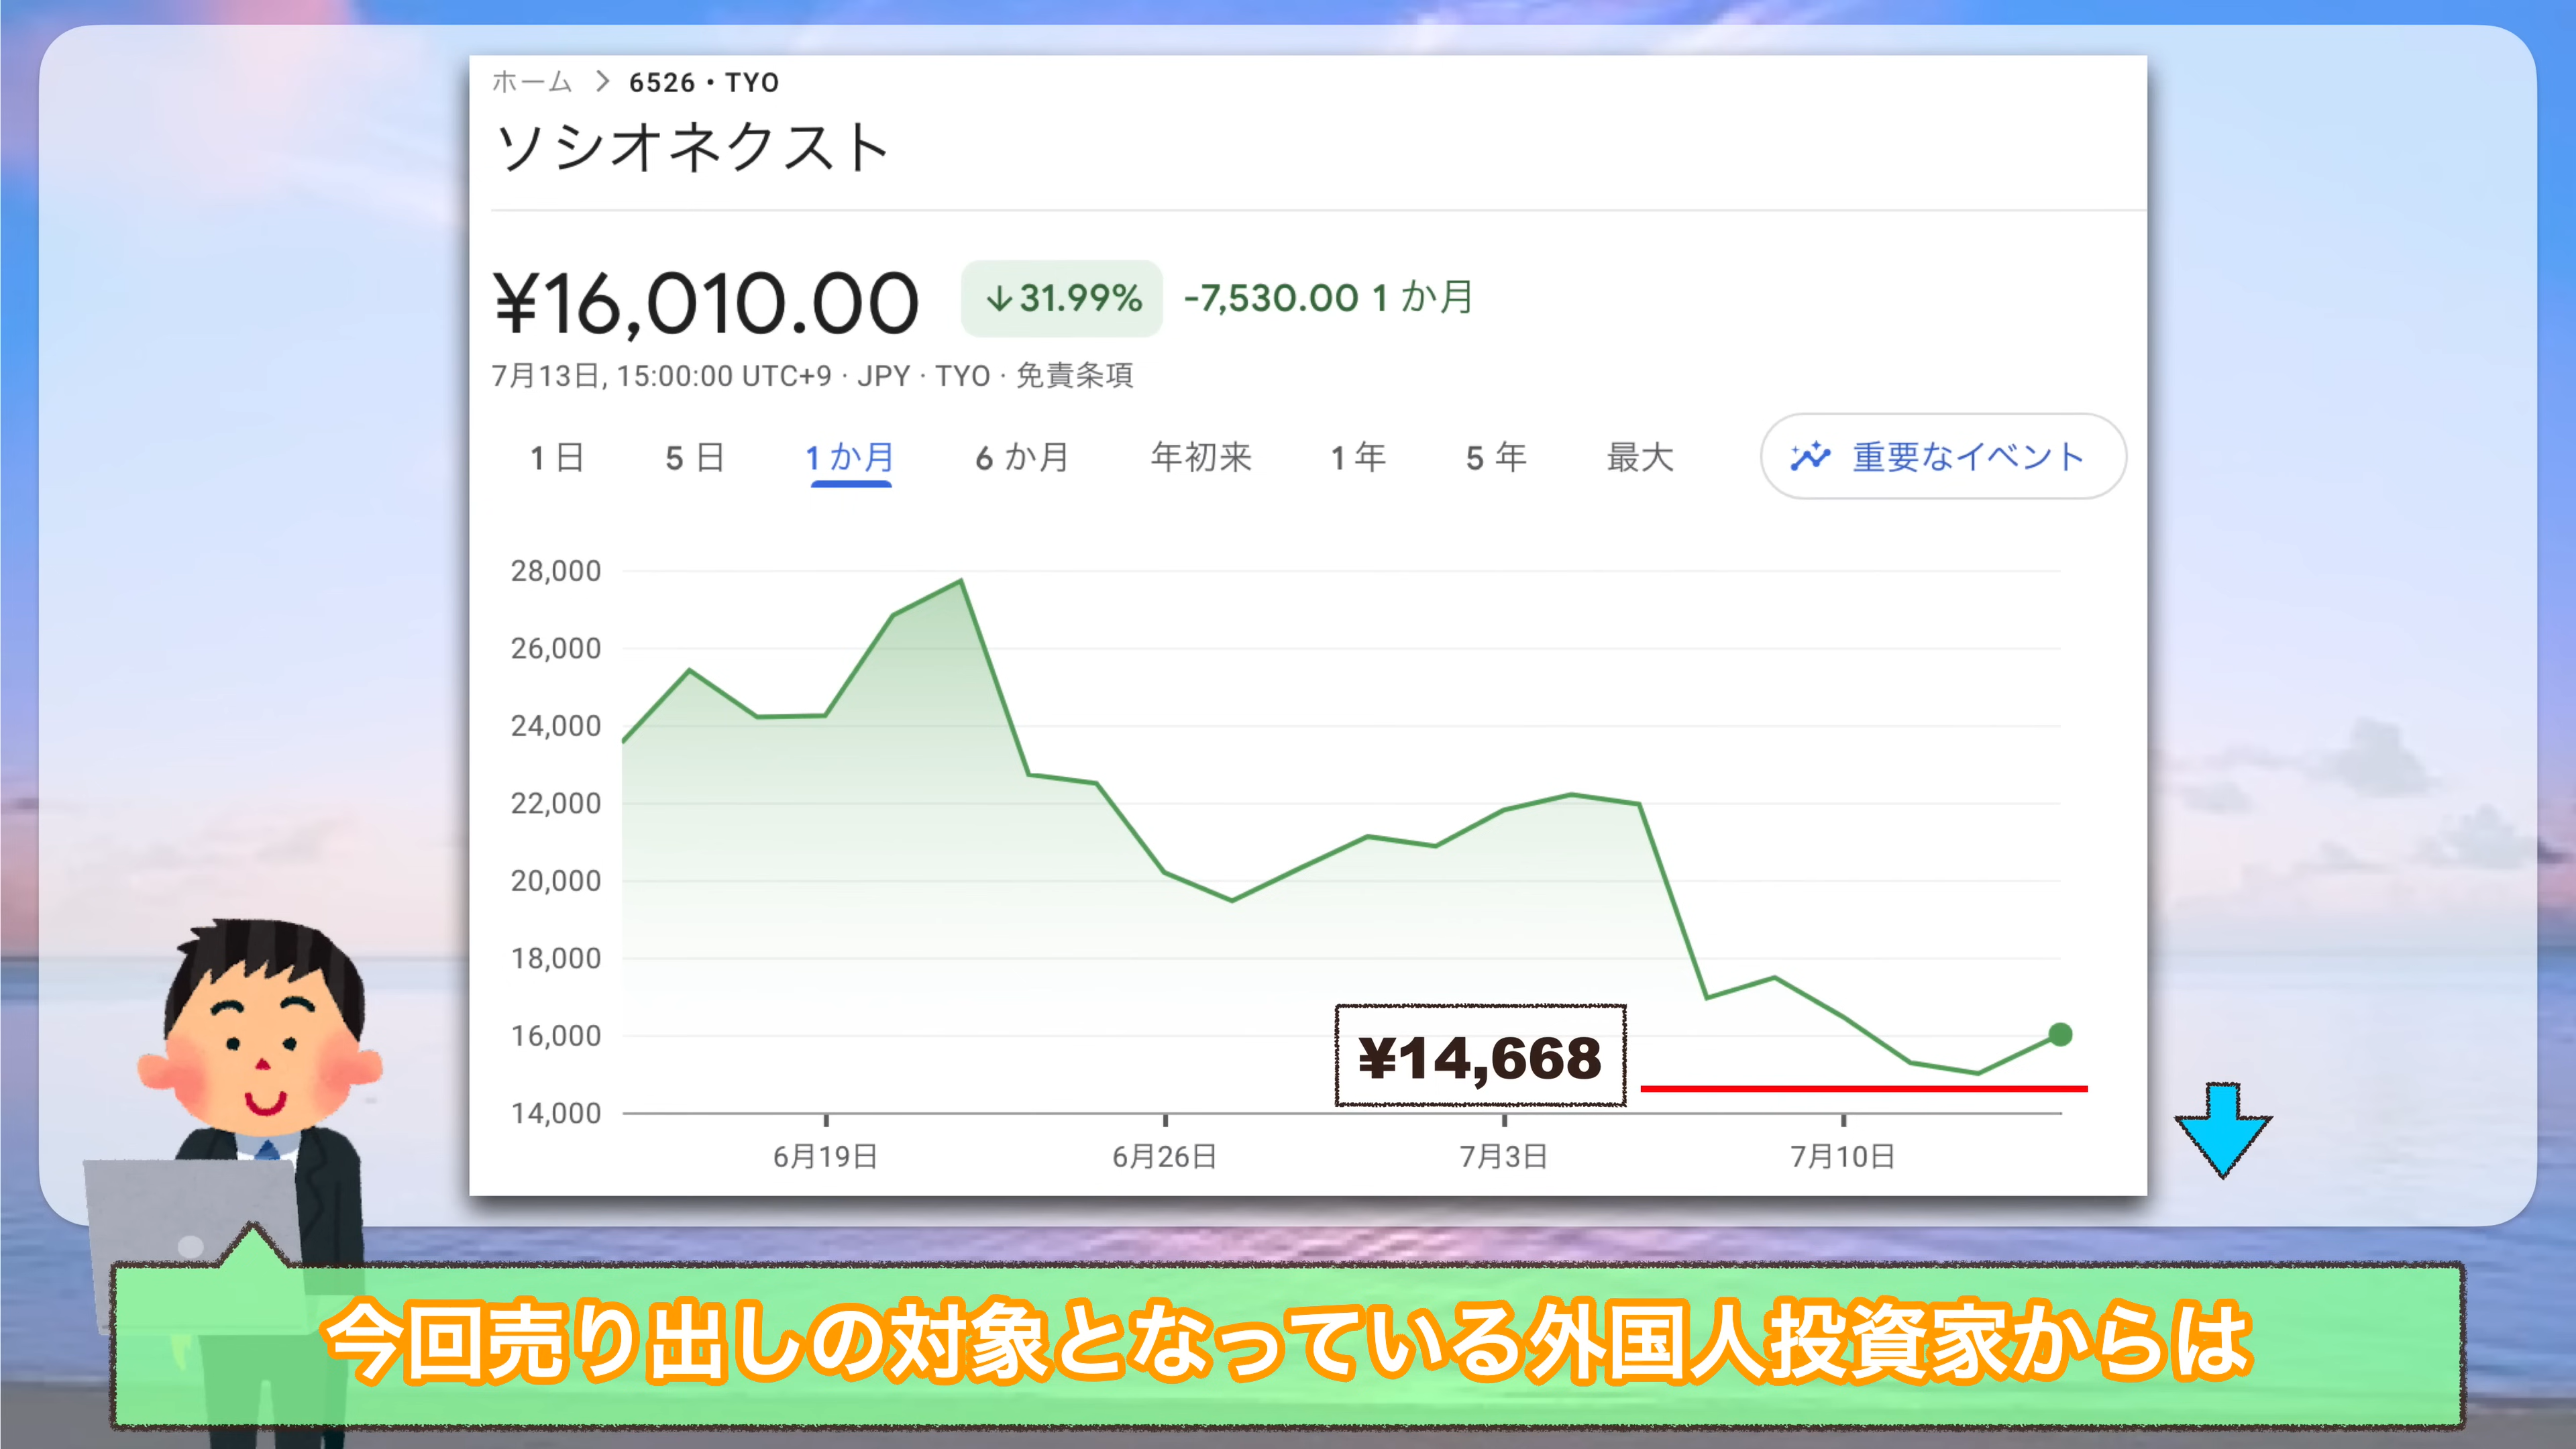 ホーム > 6526・TYO
ソシオネクスト
¥16,010.00 ↓31.99% -7,530.00 1 か月
7月13日, 15:00:00 UTC+9 · JPY · TYO · 免責条項
1 日 5 日 1 か月 6 か月 年初来 1 年 5 年 最大 重要なイベント
28,000
26,000
24,000
22,000
20,000
18,000
16,000
¥14,668
14,000
6月19日 6月26日 7月3日 7月10日
今回売り出しの対象となっている外国人投資家からは